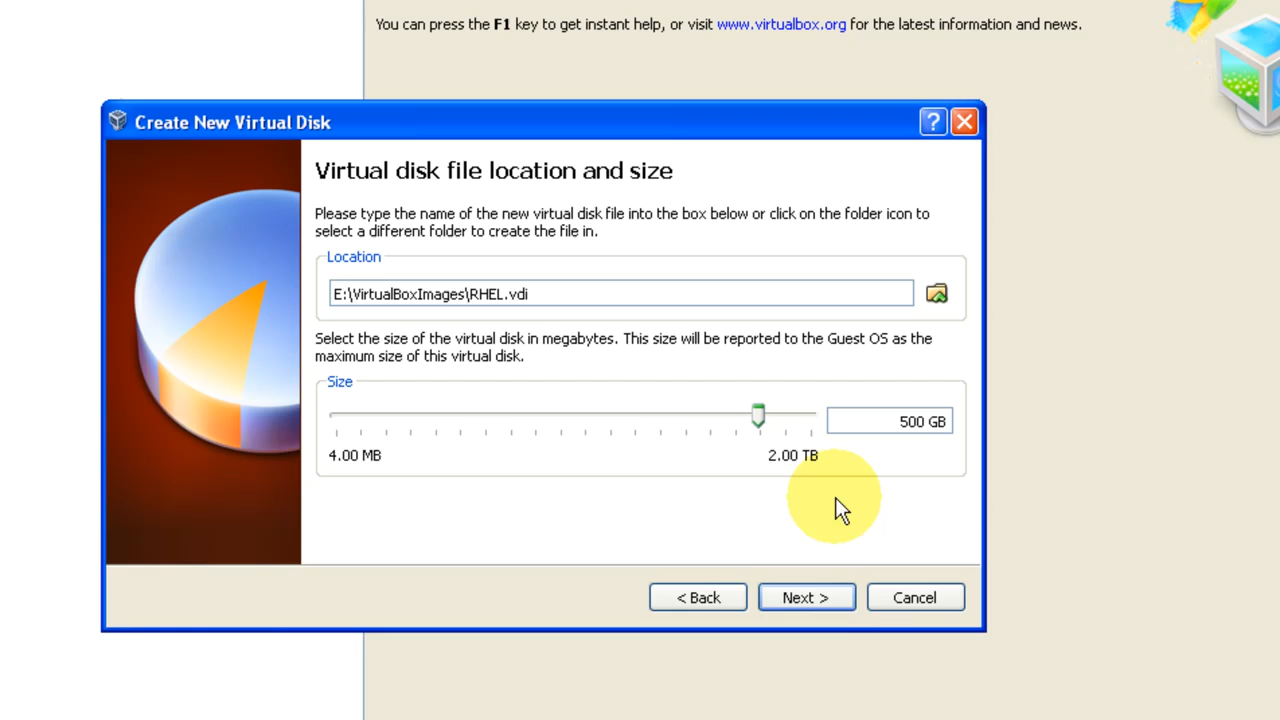 You can press the F1 key to get instant help, or visit www.virtualbox.org for the latest information and news.
Create New Virtual Disk
Virtual disk file location and size
Please type the name of the new virtual disk file into the box below or click on the folder icon to
select a different folder to create the file in.
Location
E:\VirtualBoxImages\RHEL.vdi
Select the size of the virtual disk in megabytes. This size will be reported to the Guest OS as the
maximum size of this virtual disk.
Size
500 GB
4.00 MB 2.00 TB
< Back Next > Cancel